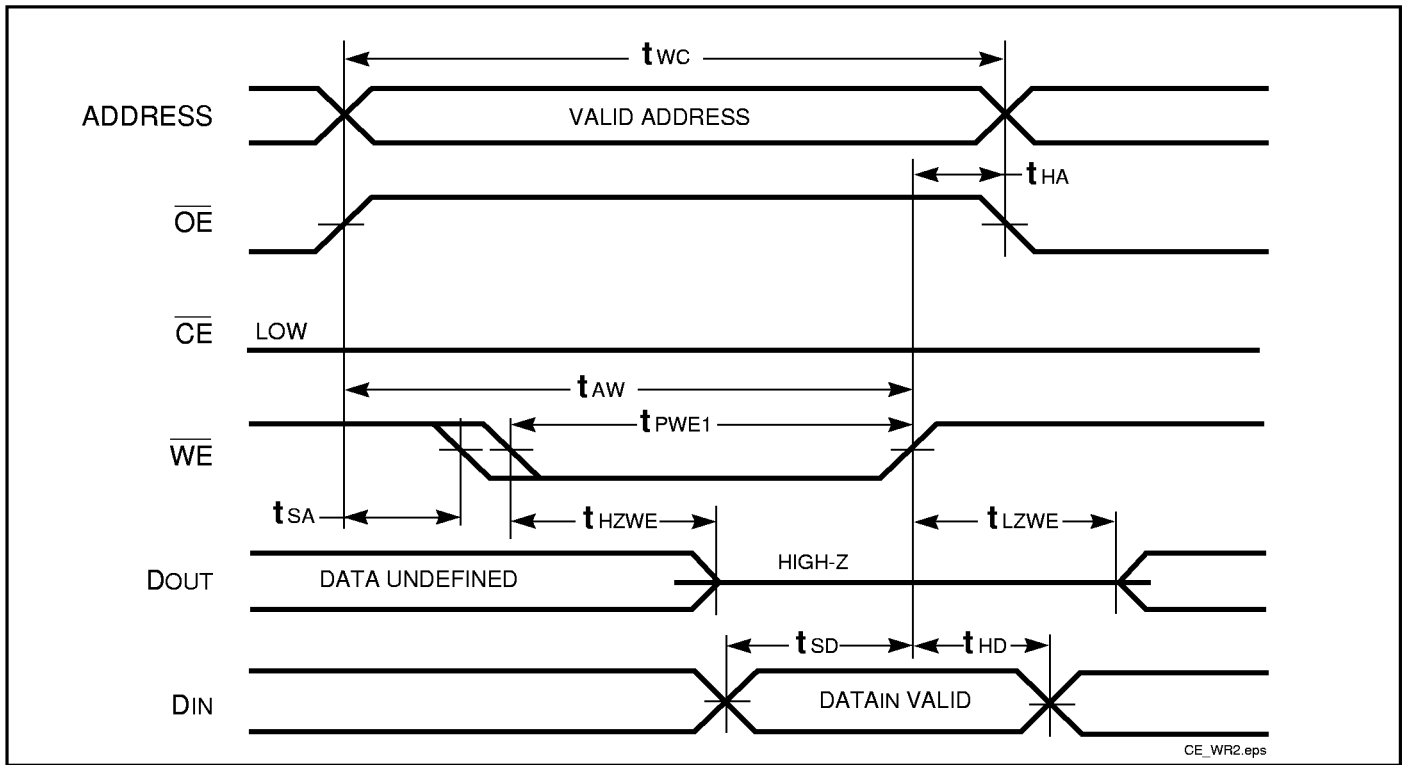 tWC
ADDRESS
VALID ADDRESS
tHA
OE
CE
LOW
tAW
tPWE1
WE
tSA
tHZWE
tLZWE
HIGH-Z
DOUT
DATA UNDEFINED
tSD
tHD
DIN
DATAIN VALID
CE_WR2.eps